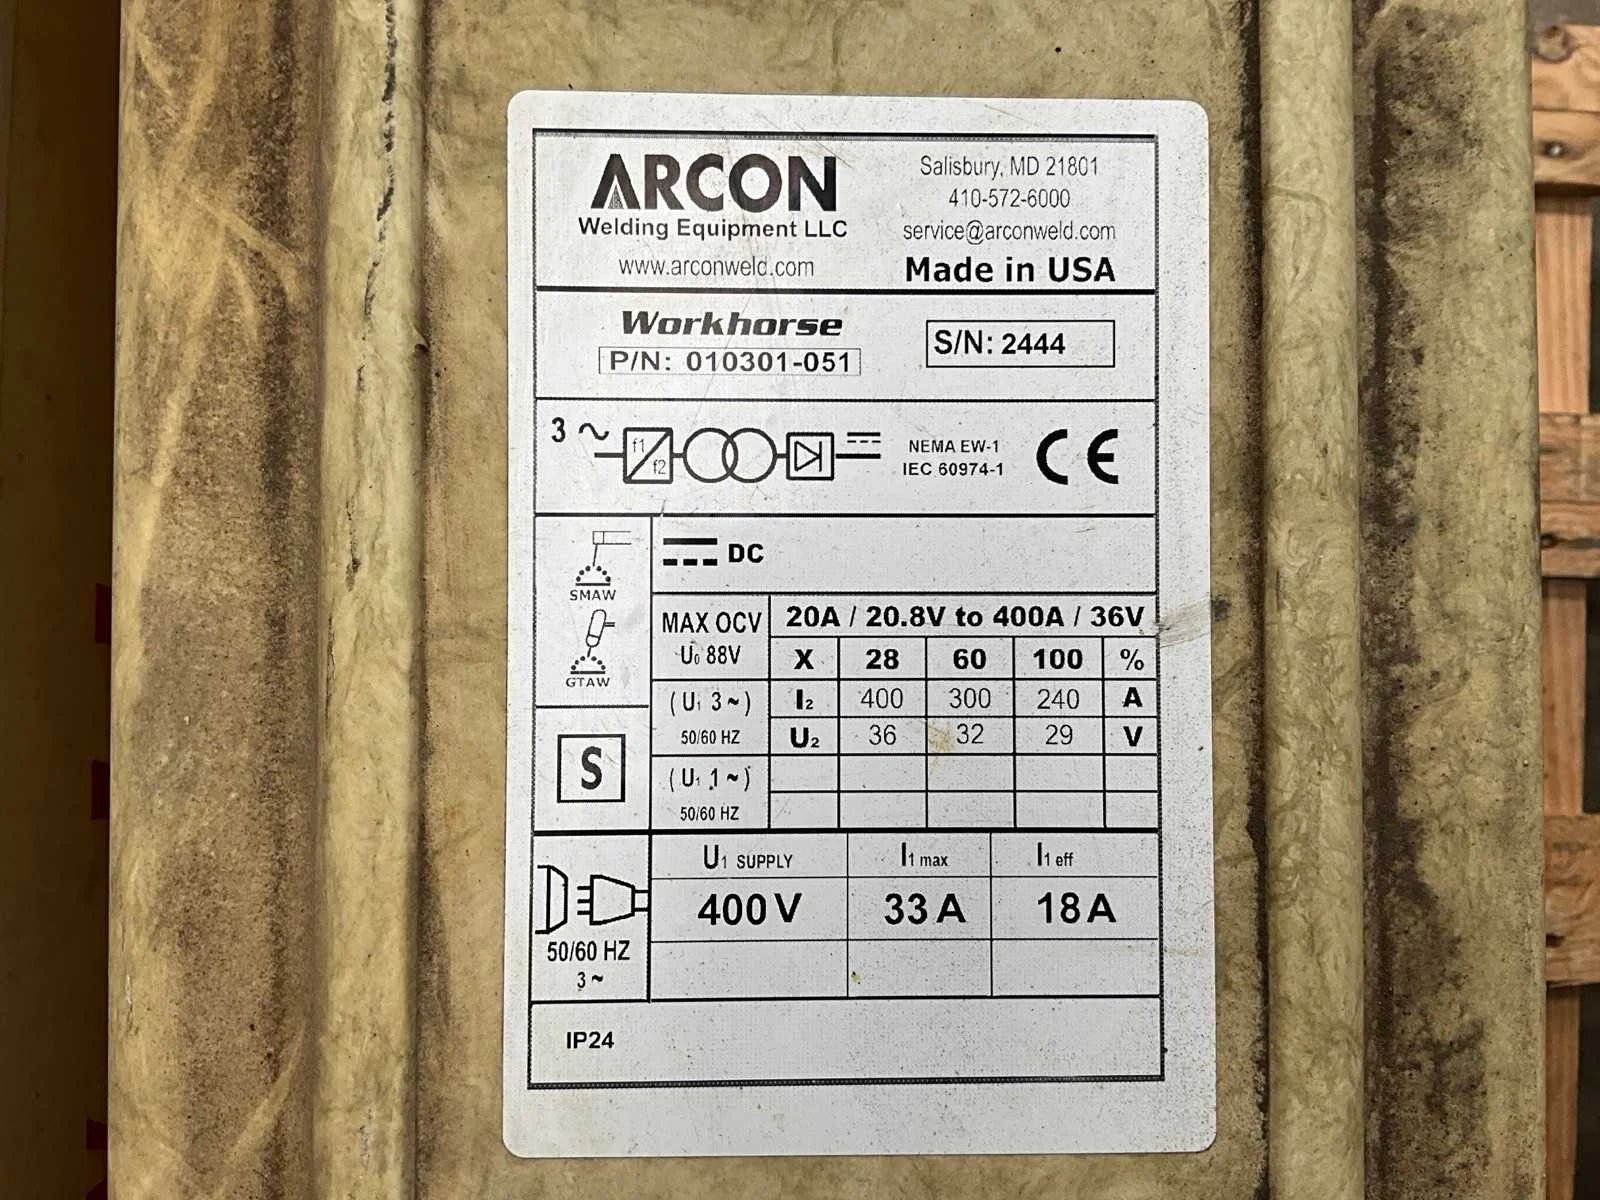 ARCON
Welding Equipment LLC
www.arconweld.com
Salisbury, MD 21801
410-572-6000
service@arconweld.com
Made in USA
Workhorse
P/N: 010301-051
S/N: 2444
3 ~
f1
f2
NEMA EW-1
IEC 60974-1
CE
SMAW
GTAW
S
DC
MAX OCV
U₀ 88V
20A / 20.8V to 400A / 36V
X 28 60 100 %
(U₁ 3 ~)
50/60 HZ
I₂ 400 300 240 A
U₂ 36 32 29 V
(U₁ 1 ~)
50/60 HZ
50/60 HZ
3 ~
U₁ SUPPLY I₁ max I₁ eff
400 V 33 A 18 A
IP24